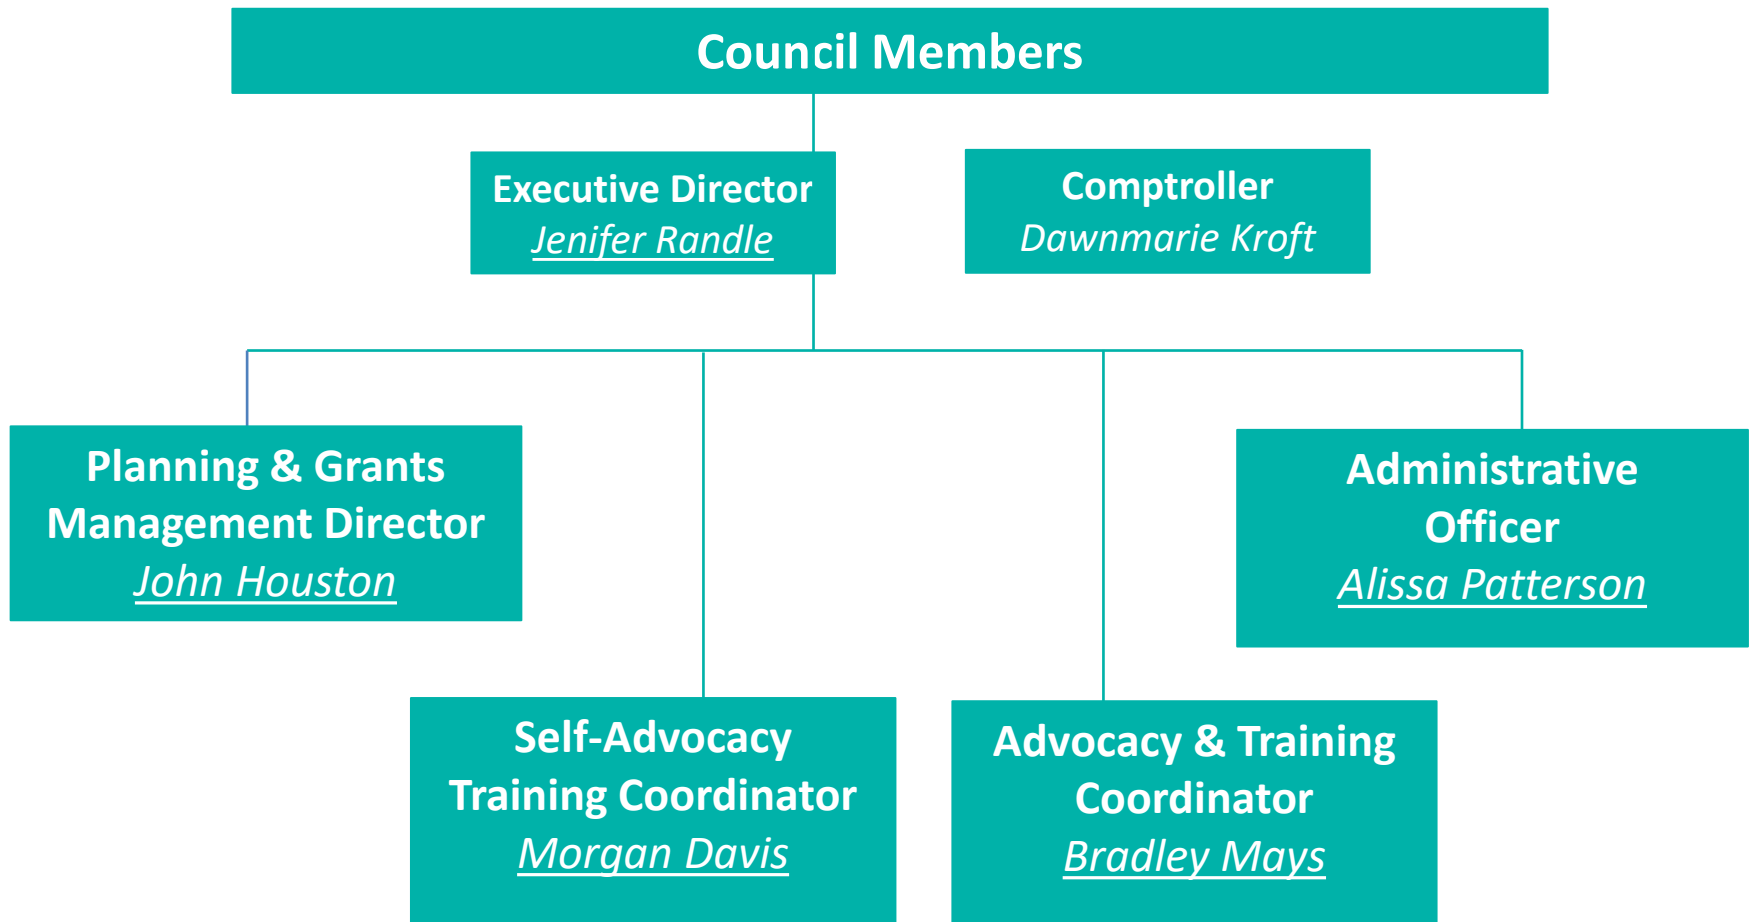 Council Members
Executive Director
Jenifer Randle
Comptroller
Dawnmarie Kroft
Planning & Grants
Management Director
John Houston
Administrative
Officer
Alissa Patterson
Self-Advocacy
Training Coordinator
Morgan Davis
Advocacy & Training
Coordinator
Bradley Mays